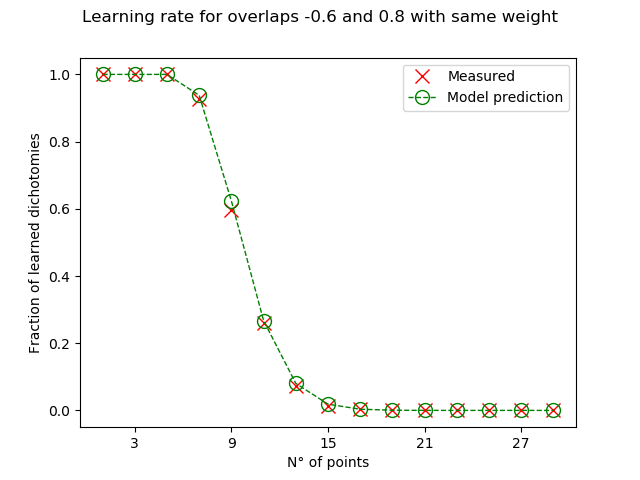 Learning rate for overlaps -0.6 and 0.8 with same weight
Measured
Model prediction
1.0
0.8
0.6
0.4
0.2
0.0
Fraction of learned dichotomies
3
9
15
21
27
N° of points